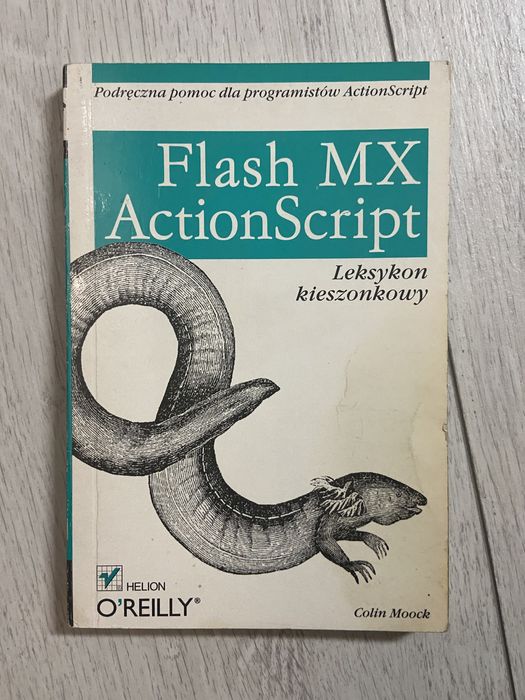 Podręczna pomoc dla programistów ActionScript
Flash MX
ActionScript
Leksykon
kieszonkowy
HELION
O'REILLY®
Colin Moock